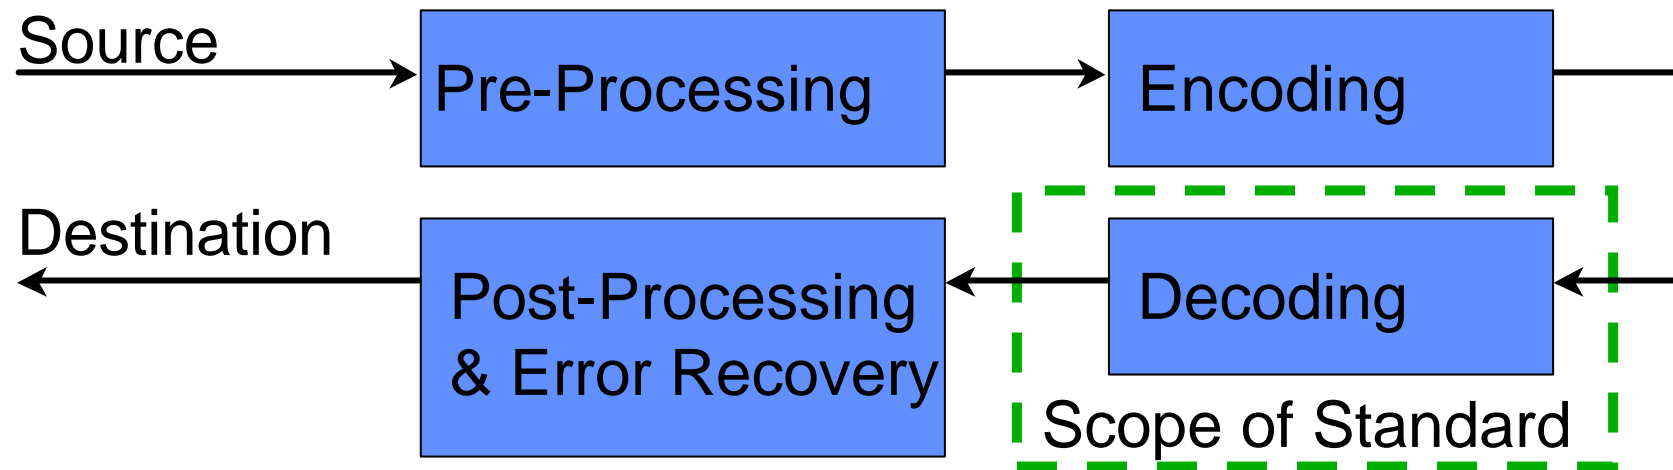 Source
Pre-Processing
Encoding
Destination
Post-Processing
& Error Recovery
Decoding
Scope of Standard